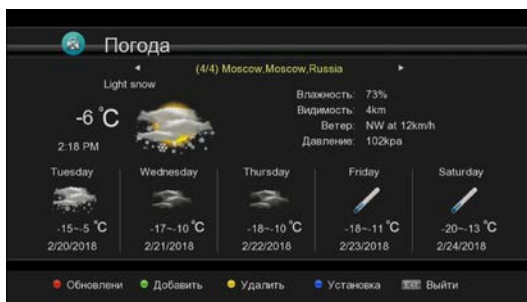 Погода
(4/4) Moscow,Moscow,Russia
Light snow
-6 °C
2:18 PM
Влажность: 73%
Видимость: 4km
Ветер: NW at 12km/h
Давление: 102kpa
Tuesday Wednesday Thursday Friday Saturday
-15~-5 °C -17~-10 °C -18~-10 °C -18~-11 °C -20~-13 °C
2/20/2018 2/21/2018 2/22/2018 2/23/2018 2/24/2018
Обновлени Добавить Удалить Установка EXIT Выйти